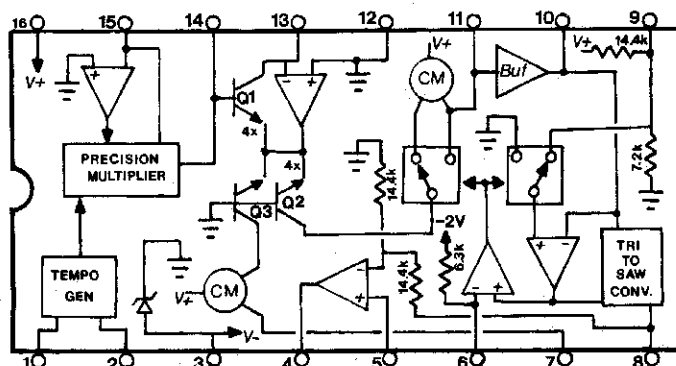 16 15 14 13 12 11 10 9
V+
V+
V+ 14.4k
+
- +
CM
Buf
Q1
4x
4x
PRECISION
MULTIPLIER
14.4k
7.2k
Q3 Q2
-2V
6.3k
+ -
TEMPO
GEN
V+ CM
-
+
14.4k
- +
TRI
TO
SAW
CONV.
V-
1 2 3 4 5 6 7 8